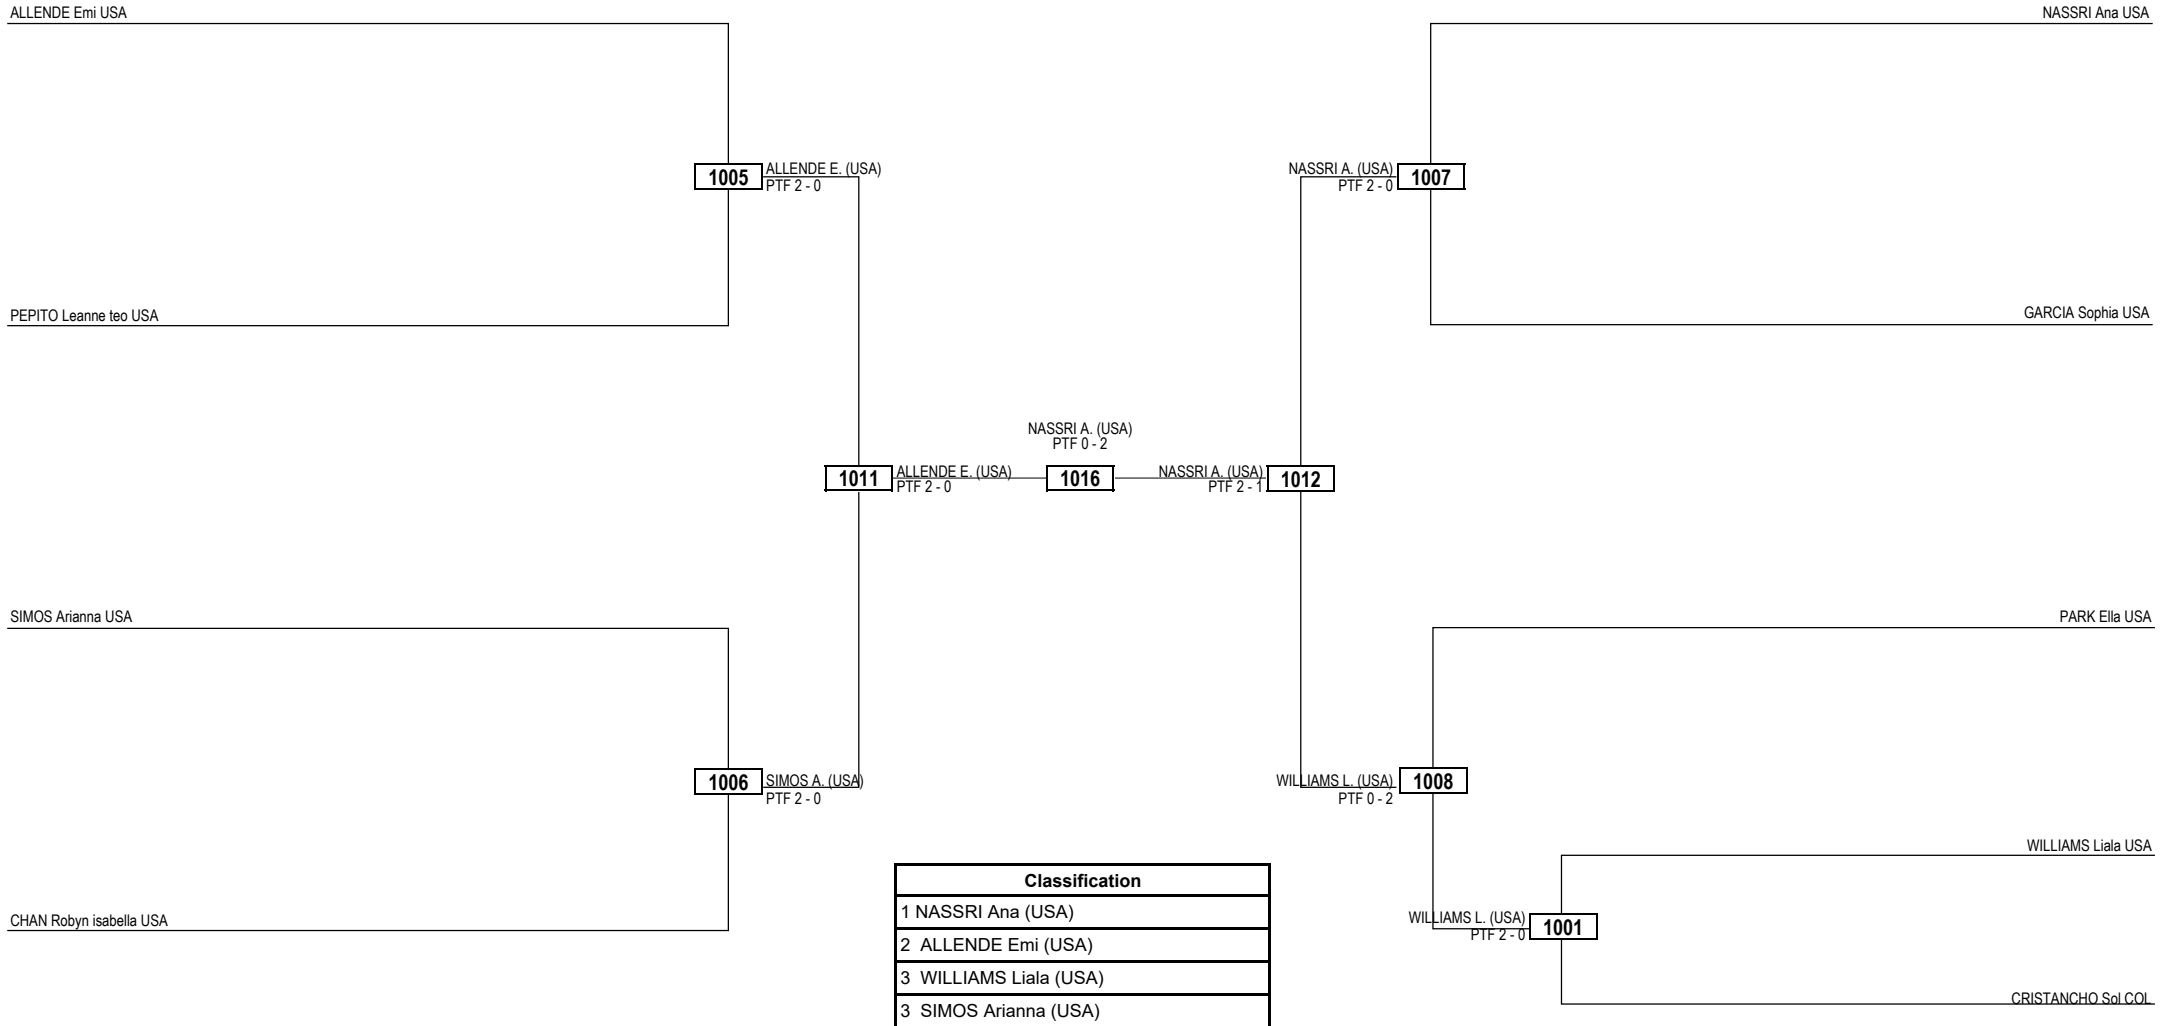 ALLENDE Emi USA
NASSRI Ana USA
1005
ALLENDE E. (USA)
PTF 2 - 0
NASSRI A. (USA)
PTF 2 - 0
1007
PEPITO Leanne teo USA
GARCIA Sophia USA
NASSRI A. (USA)
PTF 0 - 2
1011
ALLENDE E. (USA)
PTF 2 - 0
1016
NASSRI A. (USA)
PTF 2 - 1
1012
SIMOS Arianna USA
PARK Ella USA
1006
SIMOS A. (USA)
PTF 2 - 0
WILLIAMS L. (USA)
PTF 0 - 2
1008
WILLIAMS Liala USA
CHAN Robyn isabella USA
WILLIAMS L. (USA)
PTF 2 - 0
1001
CRISTANCHO Sol COL
Classification
1 NASSRI Ana (USA)
2 ALLENDE Emi (USA)
3 WILLIAMS Liala (USA)
3 SIMOS Arianna (USA)